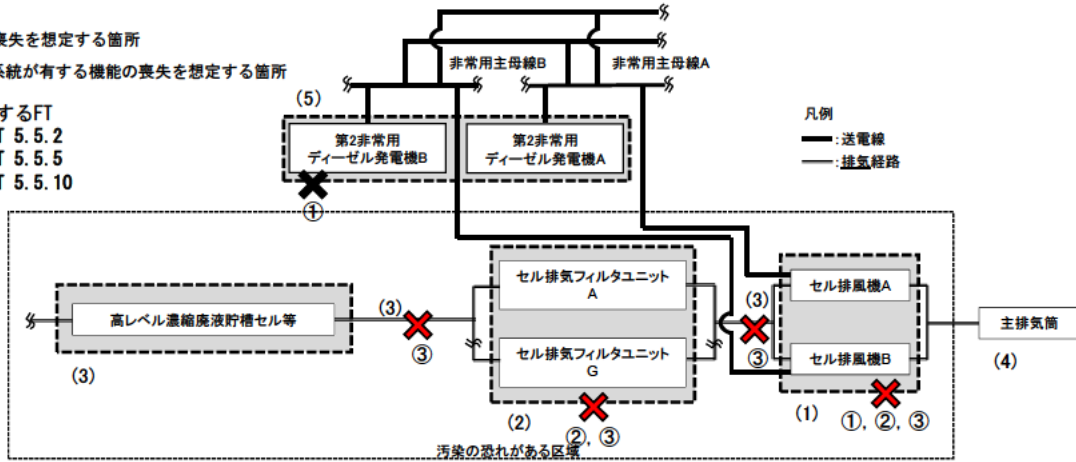 喪失を想定する箇所
系統が有する機能の喪失を想定する箇所
するFT
5.5.2
5.5.5
5.5.10
非常用主母線B
非常用主母線A
凡例
:送電線
:排気経路
(5)
第2非常用
ディーゼル発電機B
第2非常用
ディーゼル発電機A
①
高レベル濃縮廃液貯槽セル等
(3)
(3)
③
セル排気フィルタユニット
A
セル排気フィルタユニット
G
(2)
②, ③
(3)
③
セル排風機A
セル排風機B
(1)
①, ②, ③
主排気筒
(4)
汚染の恐れがある区域